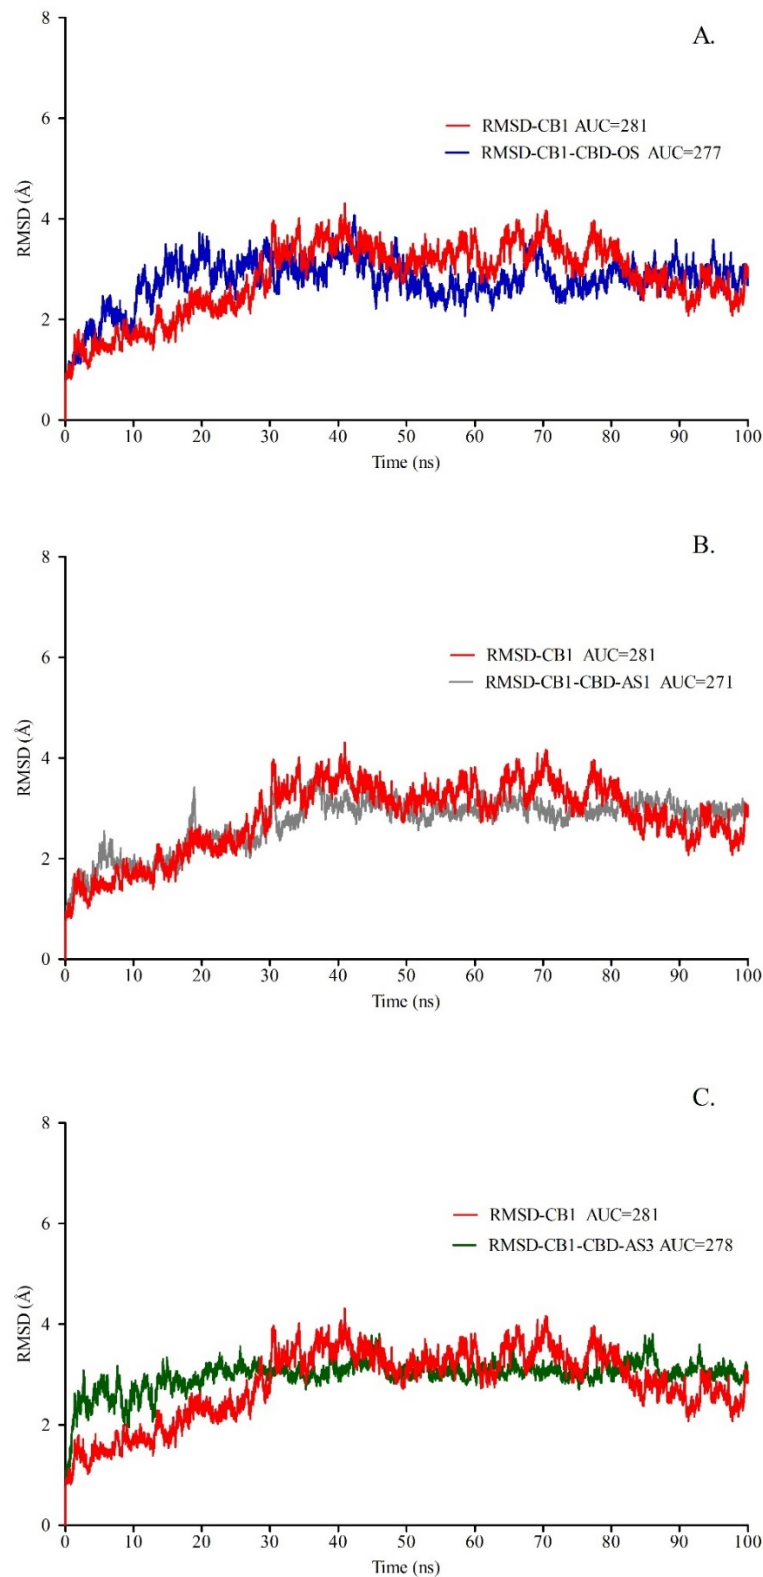 A.
8
RMSD-CB1 AUC=281
6
RMSD-CB1-CBD-OS AUC=277
RMSD (Å)
4
2
0
0 10 20 30 40 50 60 70 80 90 100
Time (ns)
B.
8
RMSD-CB1 AUC=281
6
RMSD-CB1-CBD-AS1 AUC=271
RMSD (Å)
4
2
0
0 10 20 30 40 50 60 70 80 90 100
Time (ns)
C.
8
RMSD-CB1 AUC=281
6
RMSD-CB1-CBD-AS3 AUC=278
RMSD (Å)
4
2
0
0 10 20 30 40 50 60 70 80 90 100
Time (ns)